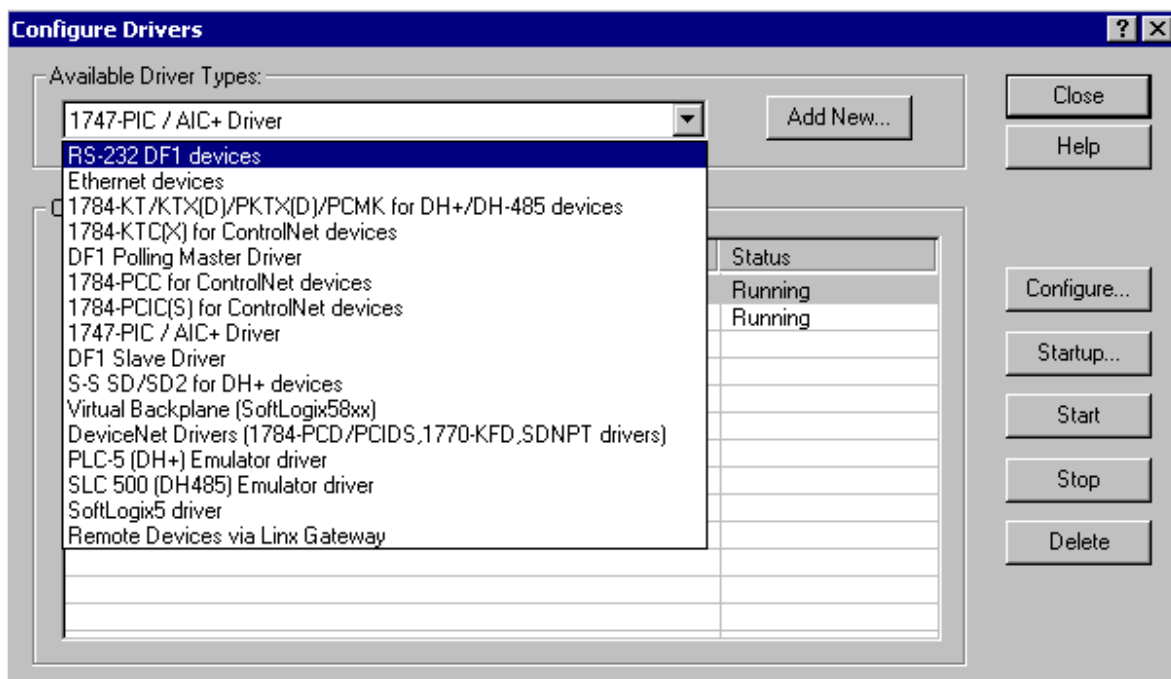 Configure Drivers
Available Driver Types:
1747-PIC / AIC+ Driver
Add New...
Close
Help
RS-232 DF1 devices
Ethernet devices
1784-KT/KTX(D)/PKTX(D)/PCMK for DH+/DH-485 devices
1784-KTC(X) for ControlNet devices
DF1 Polling Master Driver
1784-PCC for ControlNet devices
1784-PCIC(S) for ControlNet devices
1747-PIC / AIC+ Driver
DF1 Slave Driver
S-S SD/SD2 for DH+ devices
Virtual Backplane (SoftLogix58xx)
DeviceNet Drivers (1784-PCD/PCIDS,1770-KFD,SDNPT drivers)
PLC-5 (DH+) Emulator driver
SLC 500 (DH485) Emulator driver
SoftLogix5 driver
Remote Devices via Linx Gateway
Status
Running
Running
Configure...
Startup...
Start
Stop
Delete